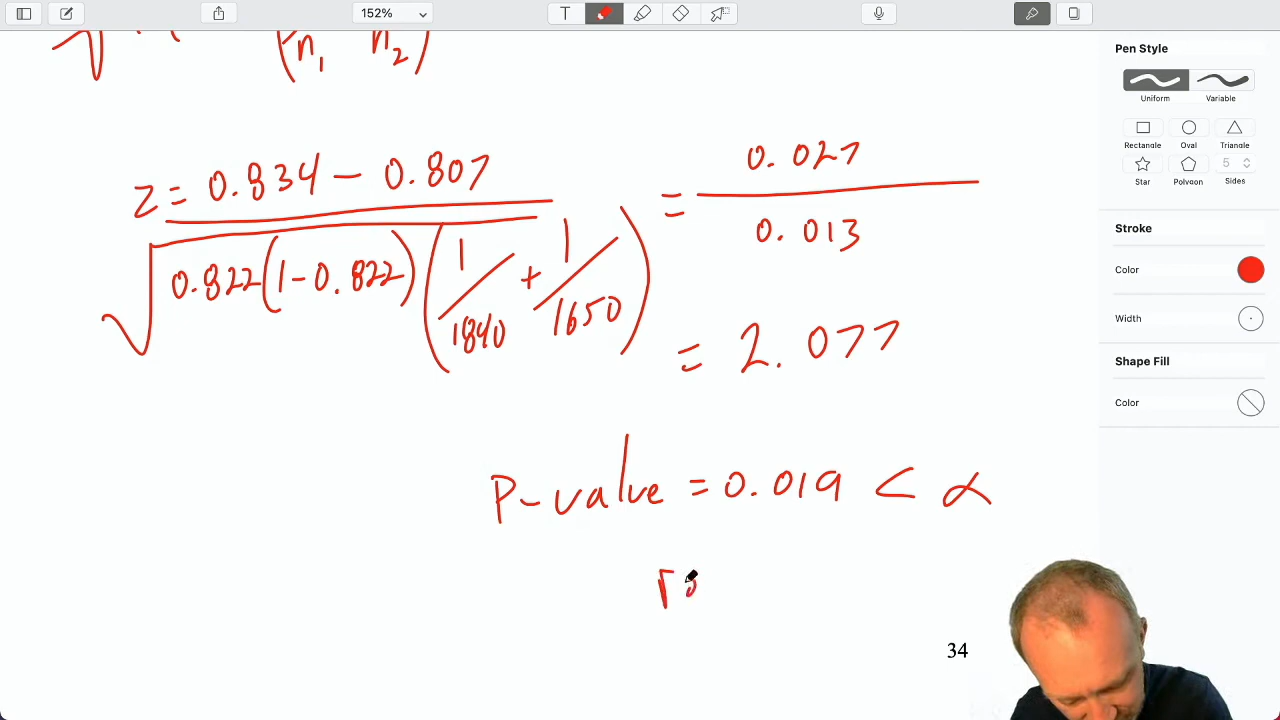 152%
T
Pen Style
Uniform Variable
Rectangle Oval Triangle
Star Polygon 5 Sides
Stroke
Color
Width
Shape Fill
Color
n₁ n₂
z = 0.834 − 0.807 = 0.027
√ 0.822(1−0.822)(1/1840 + 1/1650) 0.013
= 2.077
P-value = 0.019 < α
34